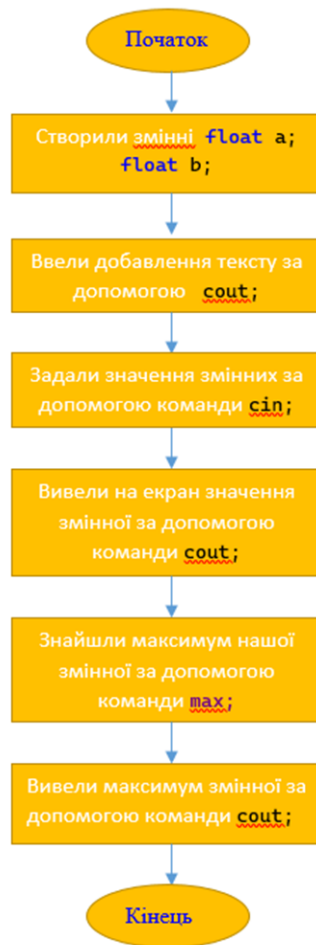 Початок
Створили змінні float a;
float b;
Ввели добавлення тексту за
допомогою cout;
Задали значення змінних за
допомогою команди cin;
Вивели на екран значення
змінної за допомогою
команди cout;
Знайшли максимум нашої
змінної за допомогою
команди max;
Вивели максимум змінної за
допомогою команди cout;
Кінець